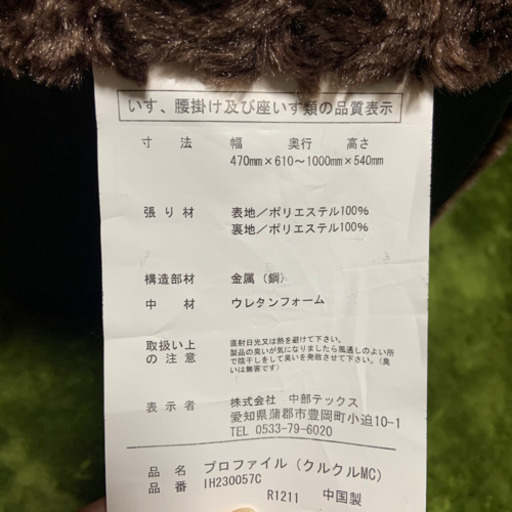 いす、腰掛け及び座いす類の品質表示
寸 法 幅 奥行 高さ
470mm×610〜1000mm×540mm
張り材 表地／ポリエステル100%
裏地／ポリエステル100%
構造部材 金属（鋼）
中 材 ウレタンフォーム
取扱い上の注意
直射日光又は熱を避けて下さい。
製品の臭いが気になりましたら風通しのよい所
で陰干しをして臭いを発散させて下さい。（臭
いは無害です）
表 示 者 株式会社 中部テックス
愛知県蒲郡市豊岡町小迫10-1
TEL 0533-79-6020
品 名 プロファイル（クルクルMC）
品 番 IH230057C
R1211 中国製